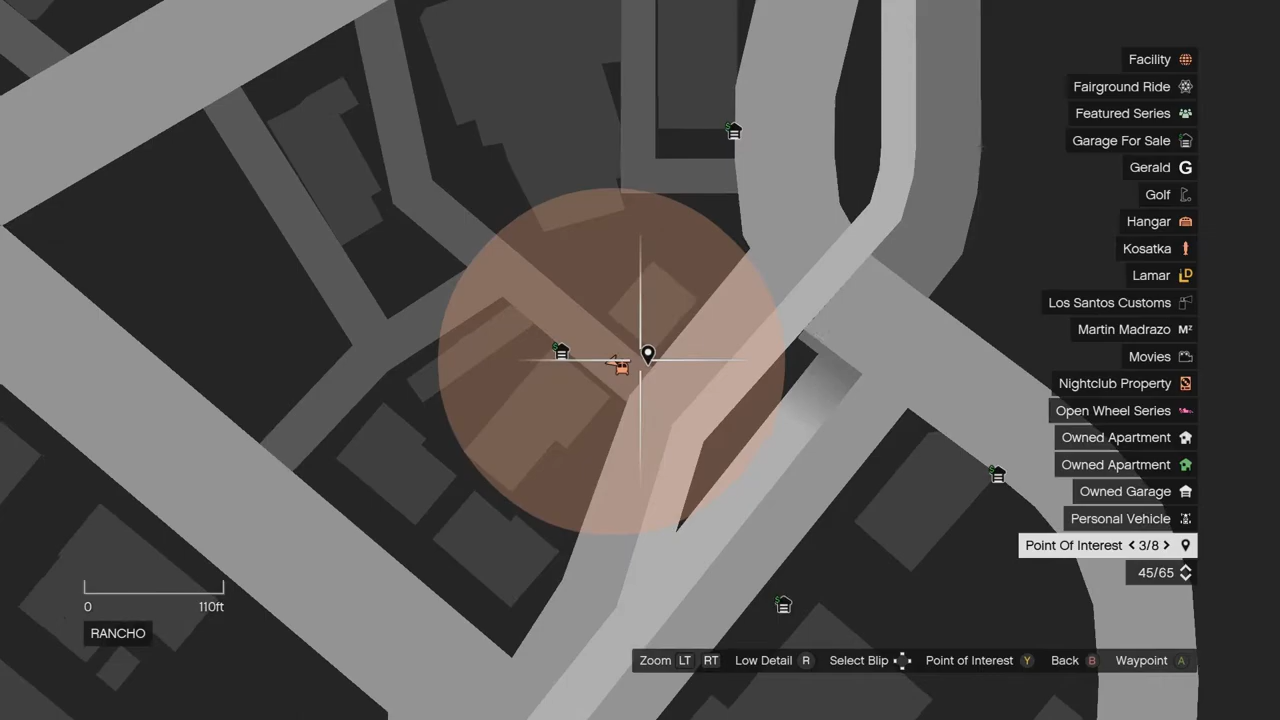 Facility
Fairground Ride
Featured Series
Garage For Sale
Gerald G
Golf
Hangar
Kosatka
Lamar LD
Los Santos Customs
Martin Madrazo MZ
Movies
Nightclub Property
Open Wheel Series
Owned Apartment
Owned Apartment
Owned Garage
Personal Vehicle
Point Of Interest < 3/8 >
45/65
0 110ft
RANCHO
Zoom LT RT Low Detail R Select Blip Point of Interest Y Back B Waypoint A